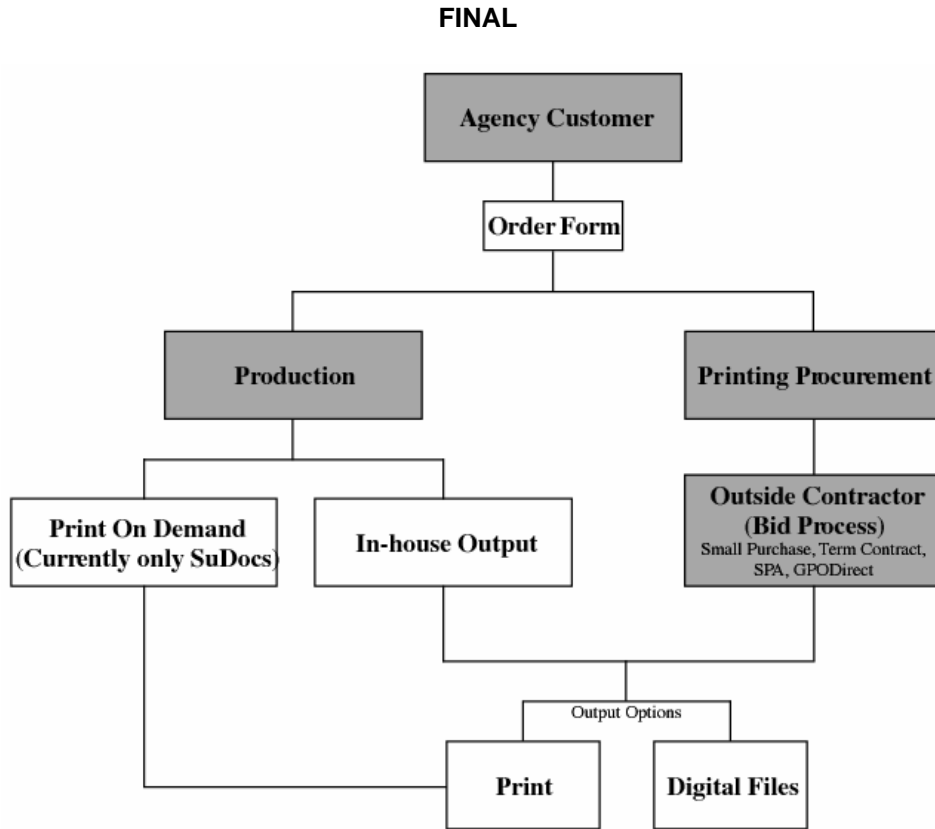 FINAL
Agency Customer
Order Form
Production
Printing Procurement
Print On Demand
(Currently only SuDocs)
In-house Output
Outside Contractor
(Bid Process)
Small Purchase, Term Contract,
SPA, GPODirect
Output Options
Print
Digital Files